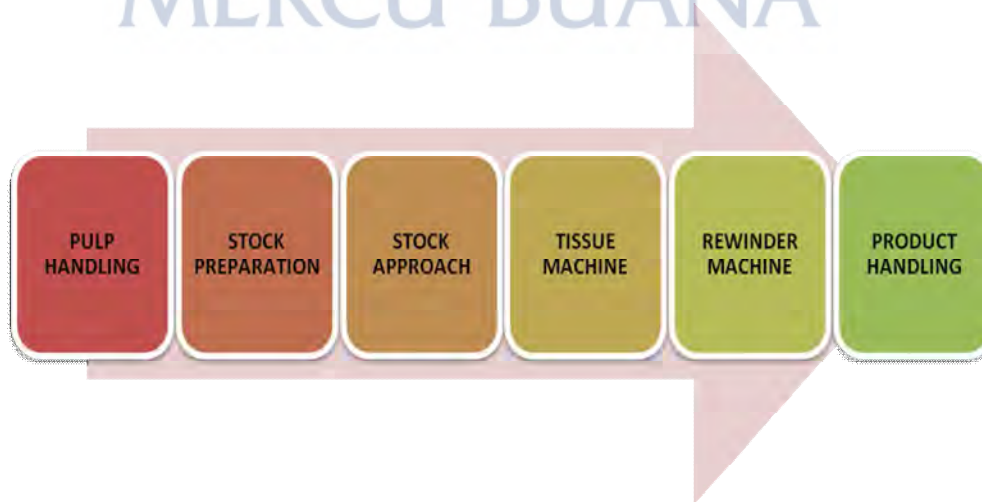 MERCU BUANA
PULP
HANDLING
STOCK
PREPARATION
STOCK
APPROACH
TISSUE
MACHINE
REWINDER
MACHINE
PRODUCT
HANDLING